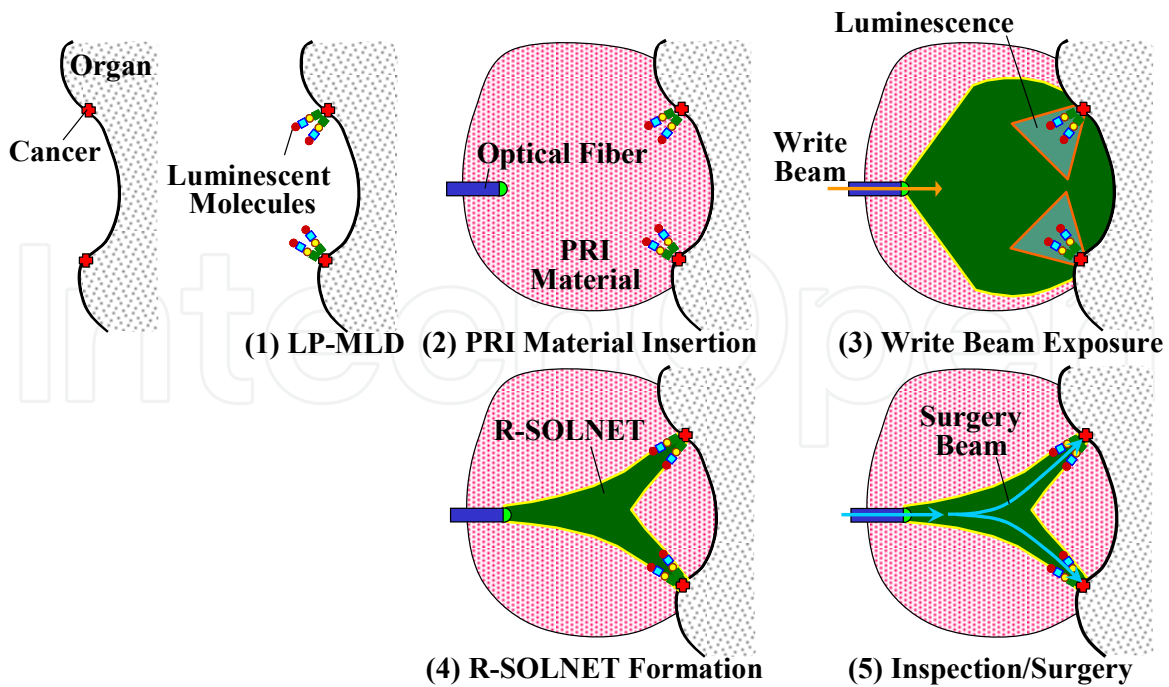 Organ
Cancer
Luminescent
Molecules
(1) LP-MLD
Optical Fiber
PRI
Material
(2) PRI Material Insertion
Luminescence
Write
Beam
(3) Write Beam Exposure
R-SOLNET
(4) R-SOLNET Formation
Surgery
Beam
(5) Inspection/Surgery
IntechOpen